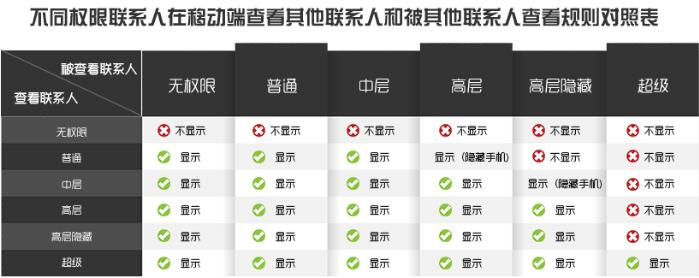 不同权限联系人在移动端查看其他联系人和被其他联系人查看规则对照表
被查看联系人
查看联系人
无权限 普通 中层 高层 高层隐藏 超级
无权限 不显示 不显示 不显示 不显示 不显示 不显示
普通 显示 显示 显示 显示（隐藏手机） 不显示 不显示
中层 显示 显示 显示 显示 显示（隐藏手机） 不显示
高层 显示 显示 显示 显示 显示 不显示
高层隐藏 显示 显示 显示 显示 显示 不显示
超级 显示 显示 显示 显示 显示 显示